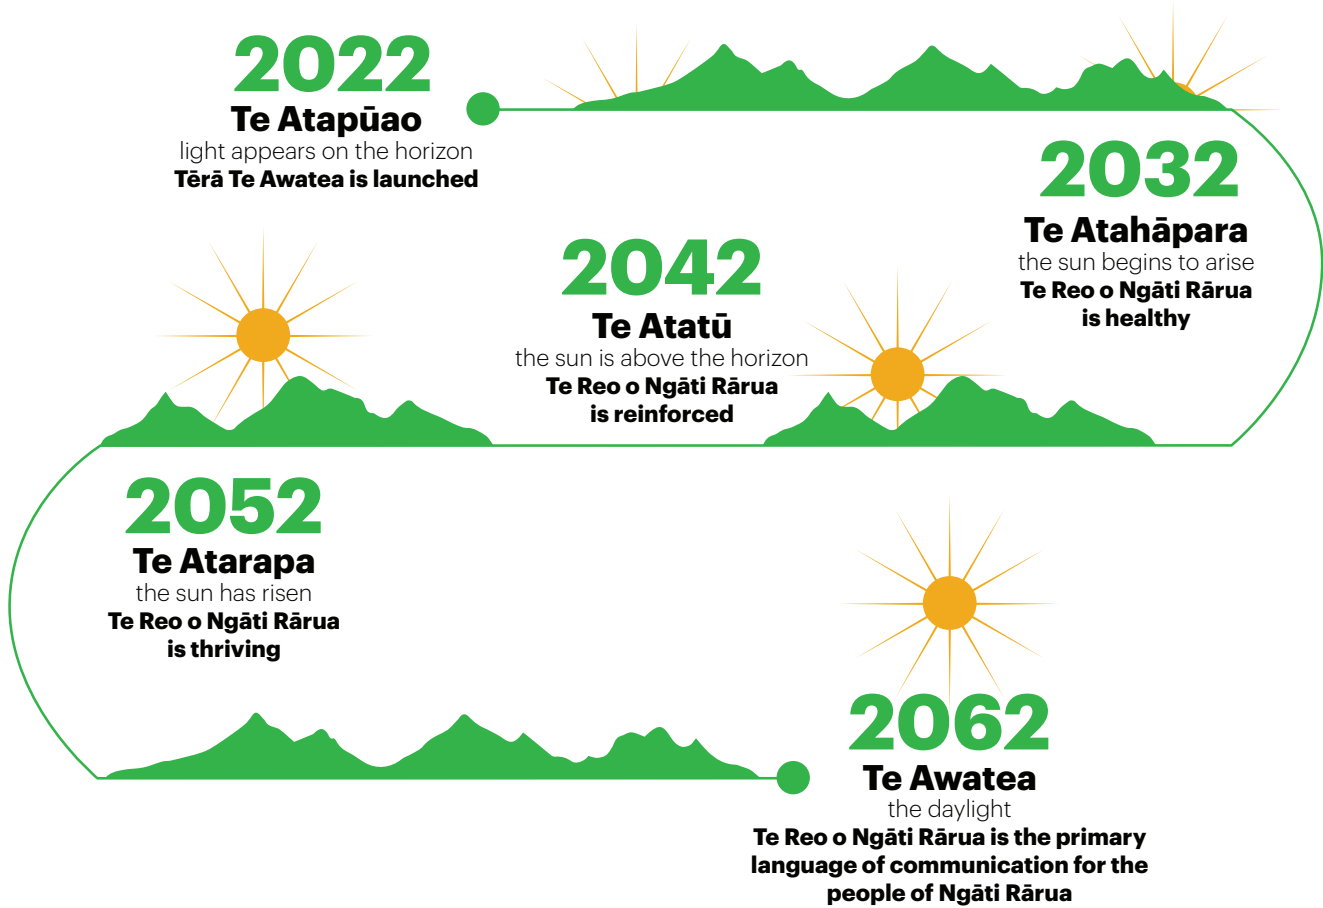 2022
Te Atapūao
light appears on the horizon
Tērā Te Awatea is launched
2032
Te Atahāpara
the sun begins to arise
Te Reo o Ngāti Rārua
is healthy
2042
Te Atatū
the sun is above the horizon
Te Reo o Ngāti Rārua
is reinforced
2052
Te Atarapa
the sun has risen
Te Reo o Ngāti Rārua
is thriving
2062
Te Awatea
the daylight
Te Reo o Ngāti Rārua is the primary
language of communication for the
people of Ngāti Rārua